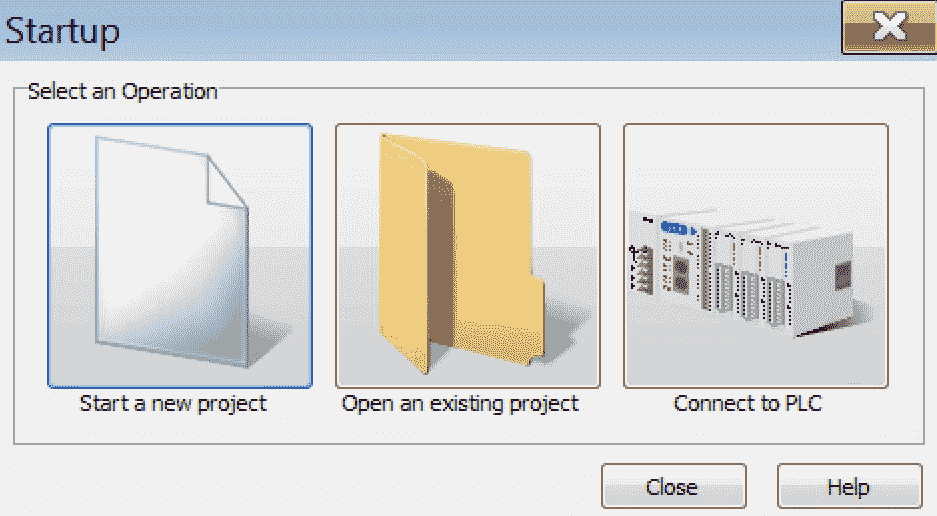 Startup
Select an Operation
Start a new project
Open an existing project
Connect to PLC
Close
Help